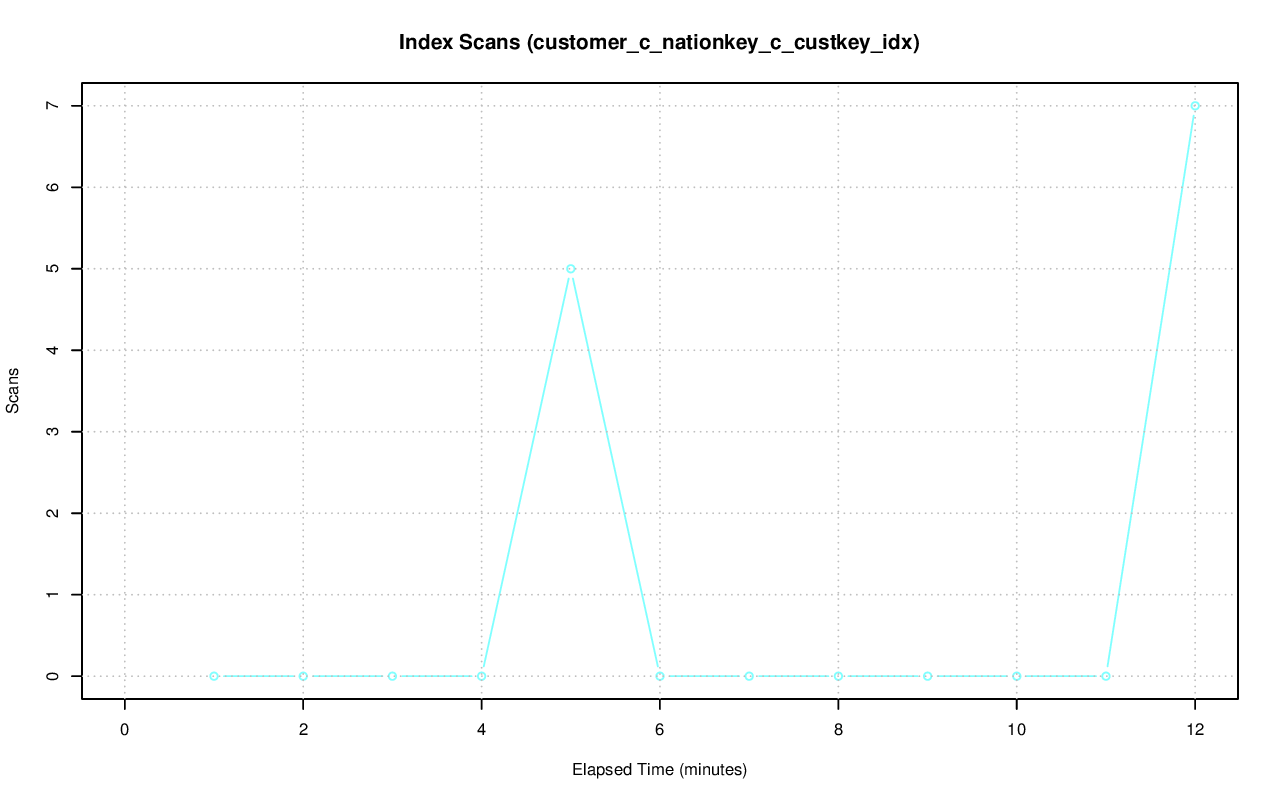 Index Scans (customer_c_nationkey_c_custkey_idx)
7
6
5
4
3
2
1
0
Scans
0 2 4 6 8 10 12
Elapsed Time (minutes)